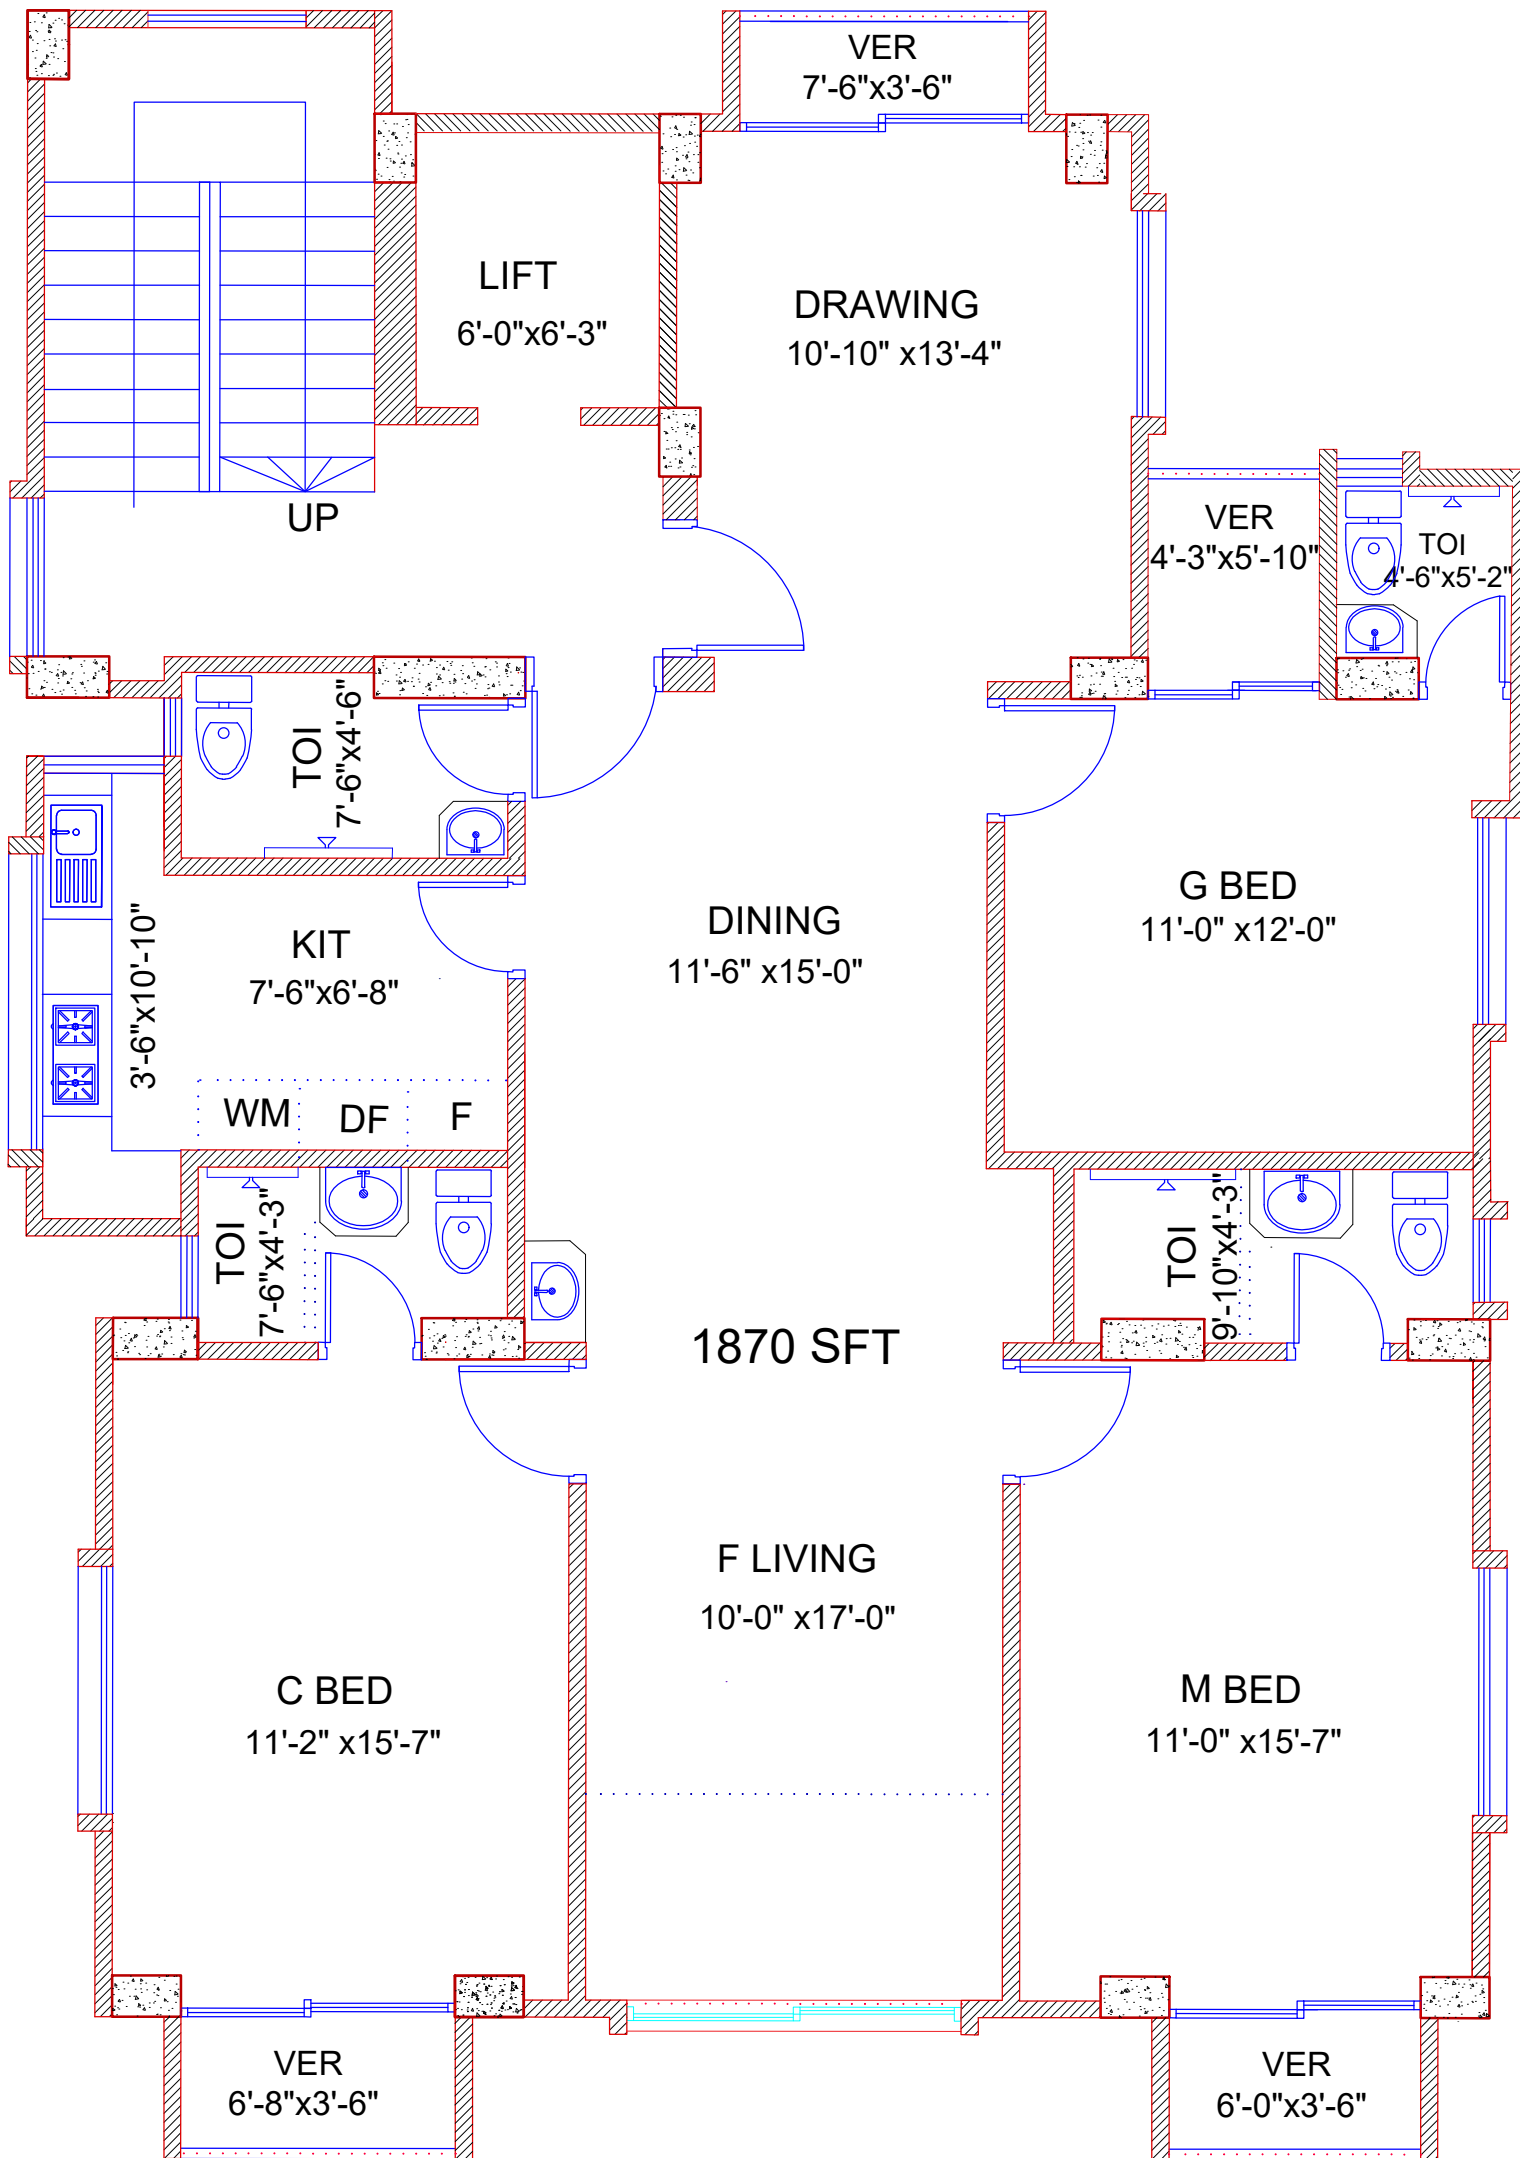 VER
7'-6"x3'-6"
LIFT
6'-0"x6'-3"
DRAWING
10'-10" x13'-4"
UP
VER
4'-3"x5'-10"
TOI
4'-6"x5'-2"
TOI
7'-6"x4'-6"
G BED
11'-0" x12'-0"
DINING
11'-6" x15'-0"
KIT
7'-6"x6'-8"
3'-6"x10'-10"
WM
DF
F
TOI
7'-6"x4'-3"
TOI
9'-10"x4'-3"
1870 SFT
F LIVING
10'-0" x17'-0"
C BED
11'-2" x15'-7"
M BED
11'-0" x15'-7"
VER
6'-8"x3'-6"
VER
6'-0"x3'-6"